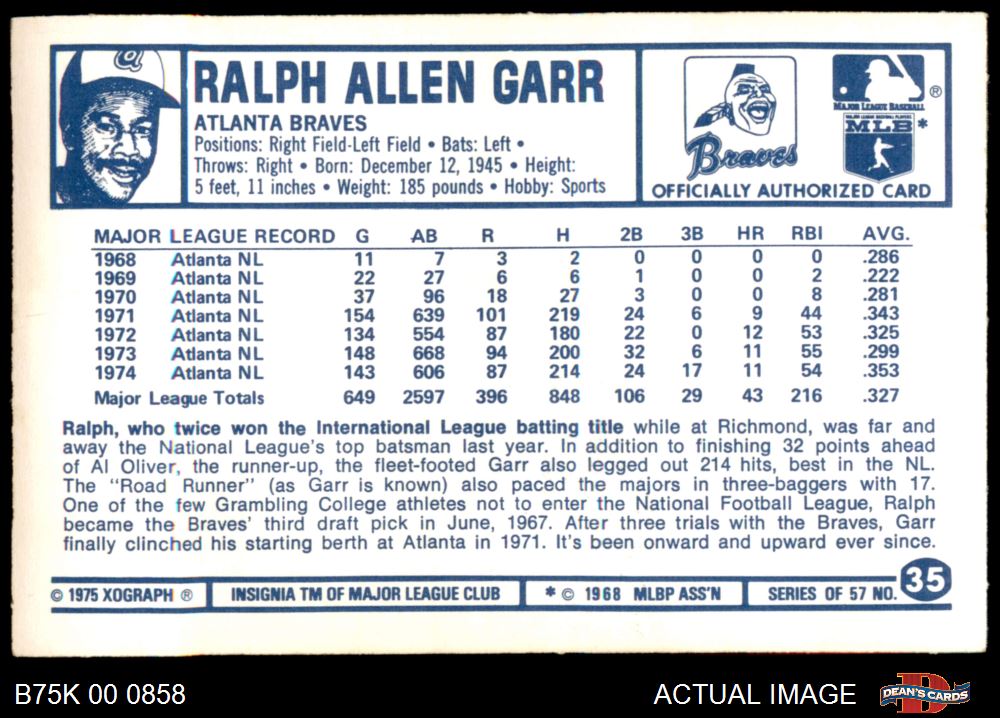 RALPH ALLEN GARR
ATLANTA BRAVES
Positions: Right Field-Left Field • Bats: Left •
Throws: Right • Born: December 12, 1945 • Height:
5 feet, 11 inches • Weight: 185 pounds • Hobby: Sports
a
Braves
MAJOR LEAGUE BASEBALL
®
MAJOR LEAGUE BASEBALL PLAYERS
MLB *
OFFICIALLY AUTHORIZED CARD
MAJOR LEAGUE RECORD G AB R H 2B 3B HR RBI AVG.
1968 Atlanta NL 11 7 3 2 0 0 0 0 .286
1969 Atlanta NL 22 27 6 6 1 0 0 2 .222
1970 Atlanta NL 37 96 18 27 3 0 0 8 .281
1971 Atlanta NL 154 639 101 219 24 6 9 44 .343
1972 Atlanta NL 134 554 87 180 22 0 12 53 .325
1973 Atlanta NL 148 668 94 200 32 6 11 55 .299
1974 Atlanta NL 143 606 87 214 24 17 11 54 .353
Major League Totals 649 2597 396 848 106 29 43 216 .327
Ralph, who twice won the International League batting title while at Richmond, was far and
away the National League's top batsman last year. In addition to finishing 32 points ahead
of Al Oliver, the runner-up, the fleet-footed Garr also legged out 214 hits, best in the NL.
The "Road Runner" (as Garr is known) also paced the majors in three-baggers with 17.
One of the few Grambling College athletes not to enter the National Football League, Ralph
became the Braves' third draft pick in June, 1967. After three trials with the Braves, Garr
finally clinched his starting berth at Atlanta in 1971. It's been onward and upward ever since.
© 1975 XOGRAPH ® INSIGNIA TM OF MAJOR LEAGUE CLUB * © 1968 MLBP ASS'N SERIES OF 57 NO. 35
B75K 00 0858 ACTUAL IMAGE DEAN'S CARDS